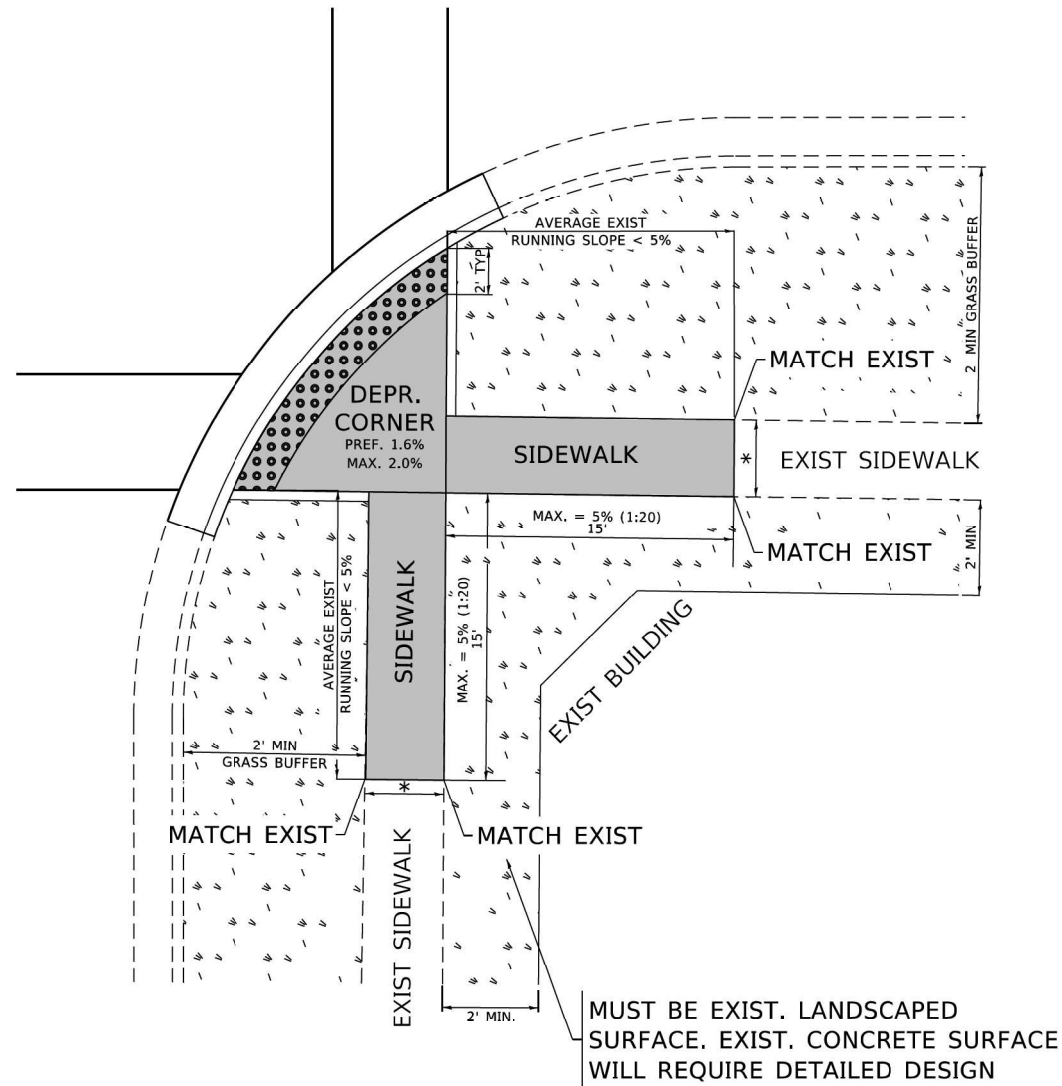 AVERAGE EXIST
RUNNING SLOPE < 5%
2' TYP
2 MIN GRASS BUFFER
MATCH EXIST
DEPR.
CORNER
PREF. 1.6%
MAX. 2.0%
SIDEWALK
*
EXIST SIDEWALK
MAX. = 5% (1:20)
15'
MATCH EXIST
2' MIN
AVERAGE EXIST
RUNNING SLOPE < 5%
SIDEWALK
MAX. = 5% (1:20)
15'
EXIST BUILDING
2' MIN
GRASS BUFFER
*
MATCH EXIST
MATCH EXIST
EXIST SIDEWALK
2' MIN.
MUST BE EXIST. LANDSCAPED
SURFACE. EXIST. CONCRETE SURFACE
WILL REQUIRE DETAILED DESIGN